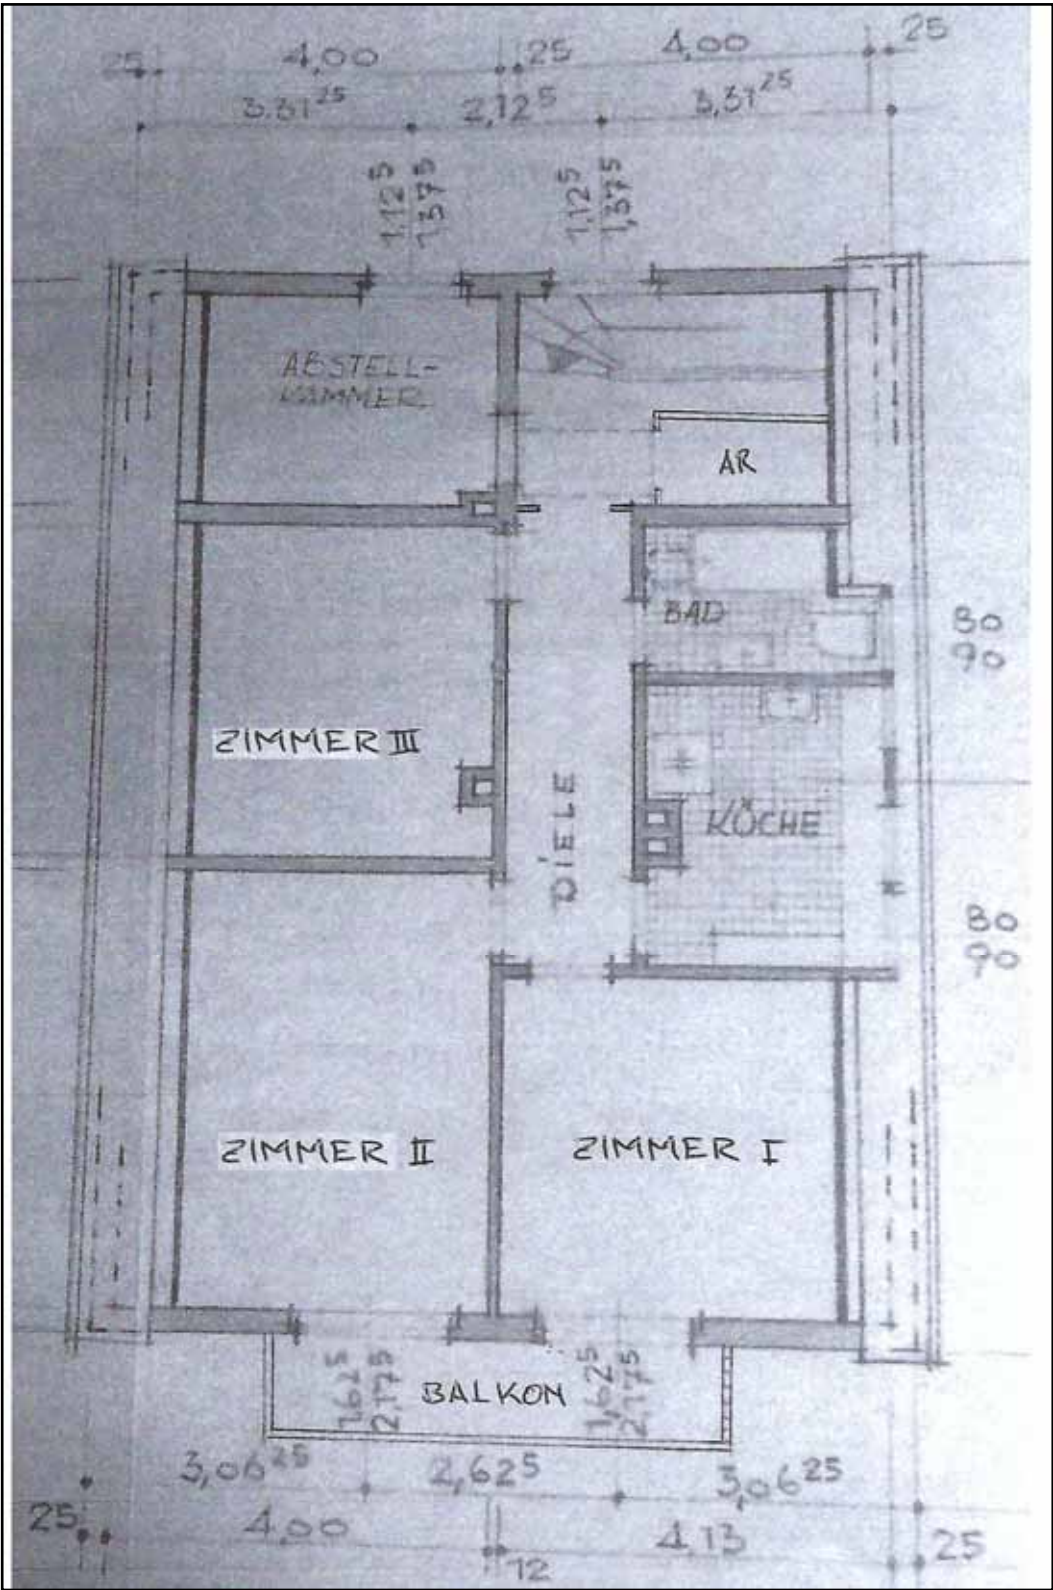 25 4,00 25 4,00 25
3.31²⁵ 2,12⁵ 3,31²⁵
1,12⁵
1,37⁵
1,12⁵
1,37⁵
ABSTELL-
KAMMER
AR
BAD
80
90
ZIMMER III
DIELE
KÖCHE
80
90
ZIMMER II
ZIMMER I
1,62⁵
2,17⁵
BALKON
1,62⁵
2,17⁵
3,06²⁵ 2,62⁵ 3,06²⁵
25 4,00 12 4,13 25